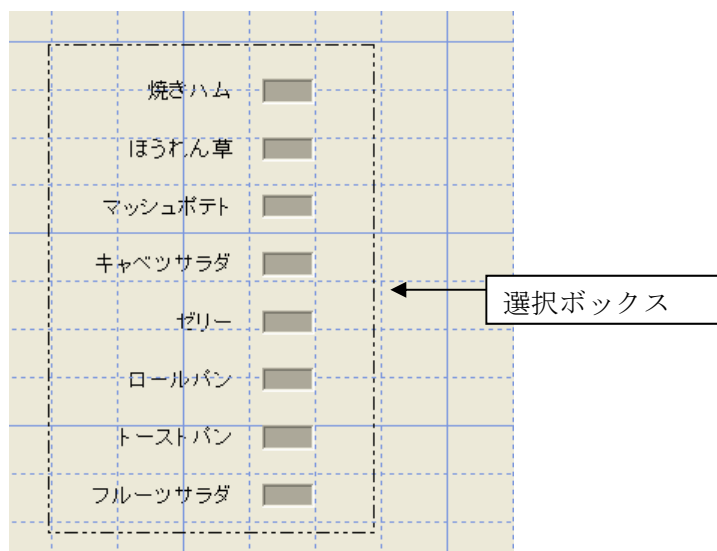 焼きハム
ほうれん草
マッシュポテト
キャベツサラダ
選択ボックス
ゼリー
ロールパン
トーストパン
フルーツサラダ